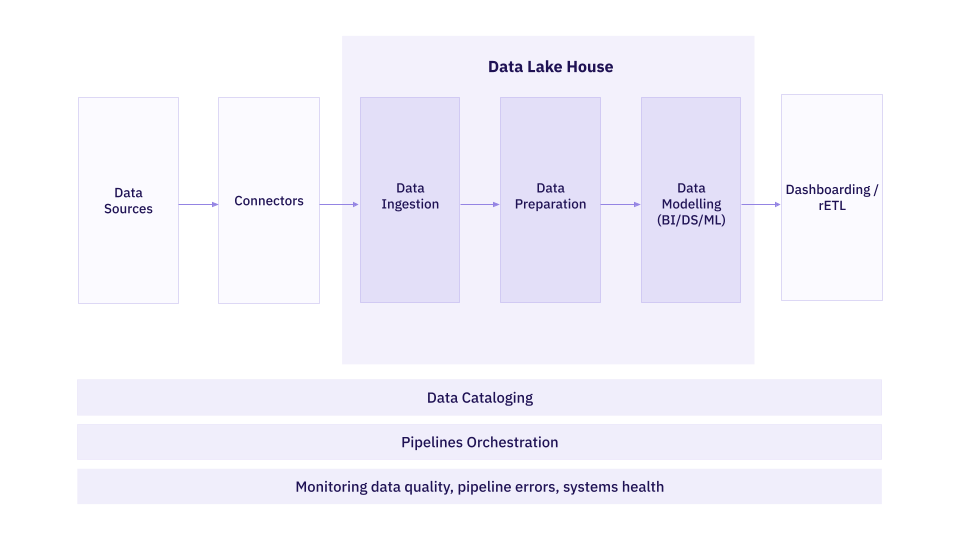 Data Lake House
Data
Sources
Connectors
Data
Ingestion
Data
Preparation
Data
Modelling
(BI/DS/ML)
Dashboarding /
rETL
Data Cataloging
Pipelines Orchestration
Monitoring data quality, pipeline errors, systems health